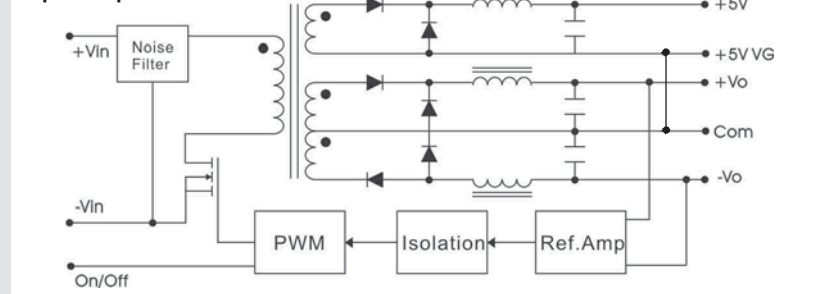 +5V
+Vin
Noise
Filter
+5V VG
+Vo
Com
-Vo
-Vin
PWM
Isolation
Ref.Amp
On/Off